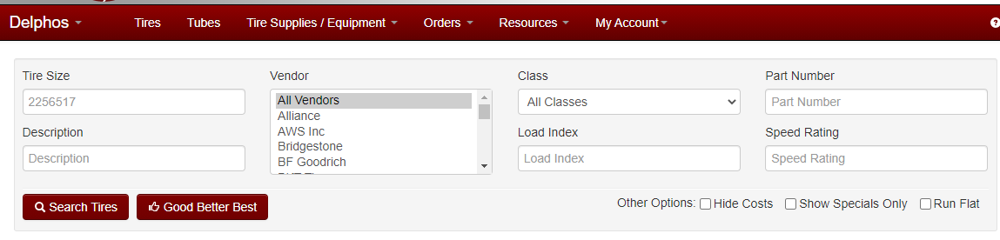 Delphos Tires Tubes Tire Supplies / Equipment Orders Resources My Account ?
Tire Size Vendor Class Part Number
2256517 All Vendors All Classes Part Number
Alliance
Description AWS Inc Load Index Speed Rating
Bridgestone
Description BF Goodrich Load Index Speed Rating
Search Tires Good Better Best Other Options: Hide Costs Show Specials Only Run Flat